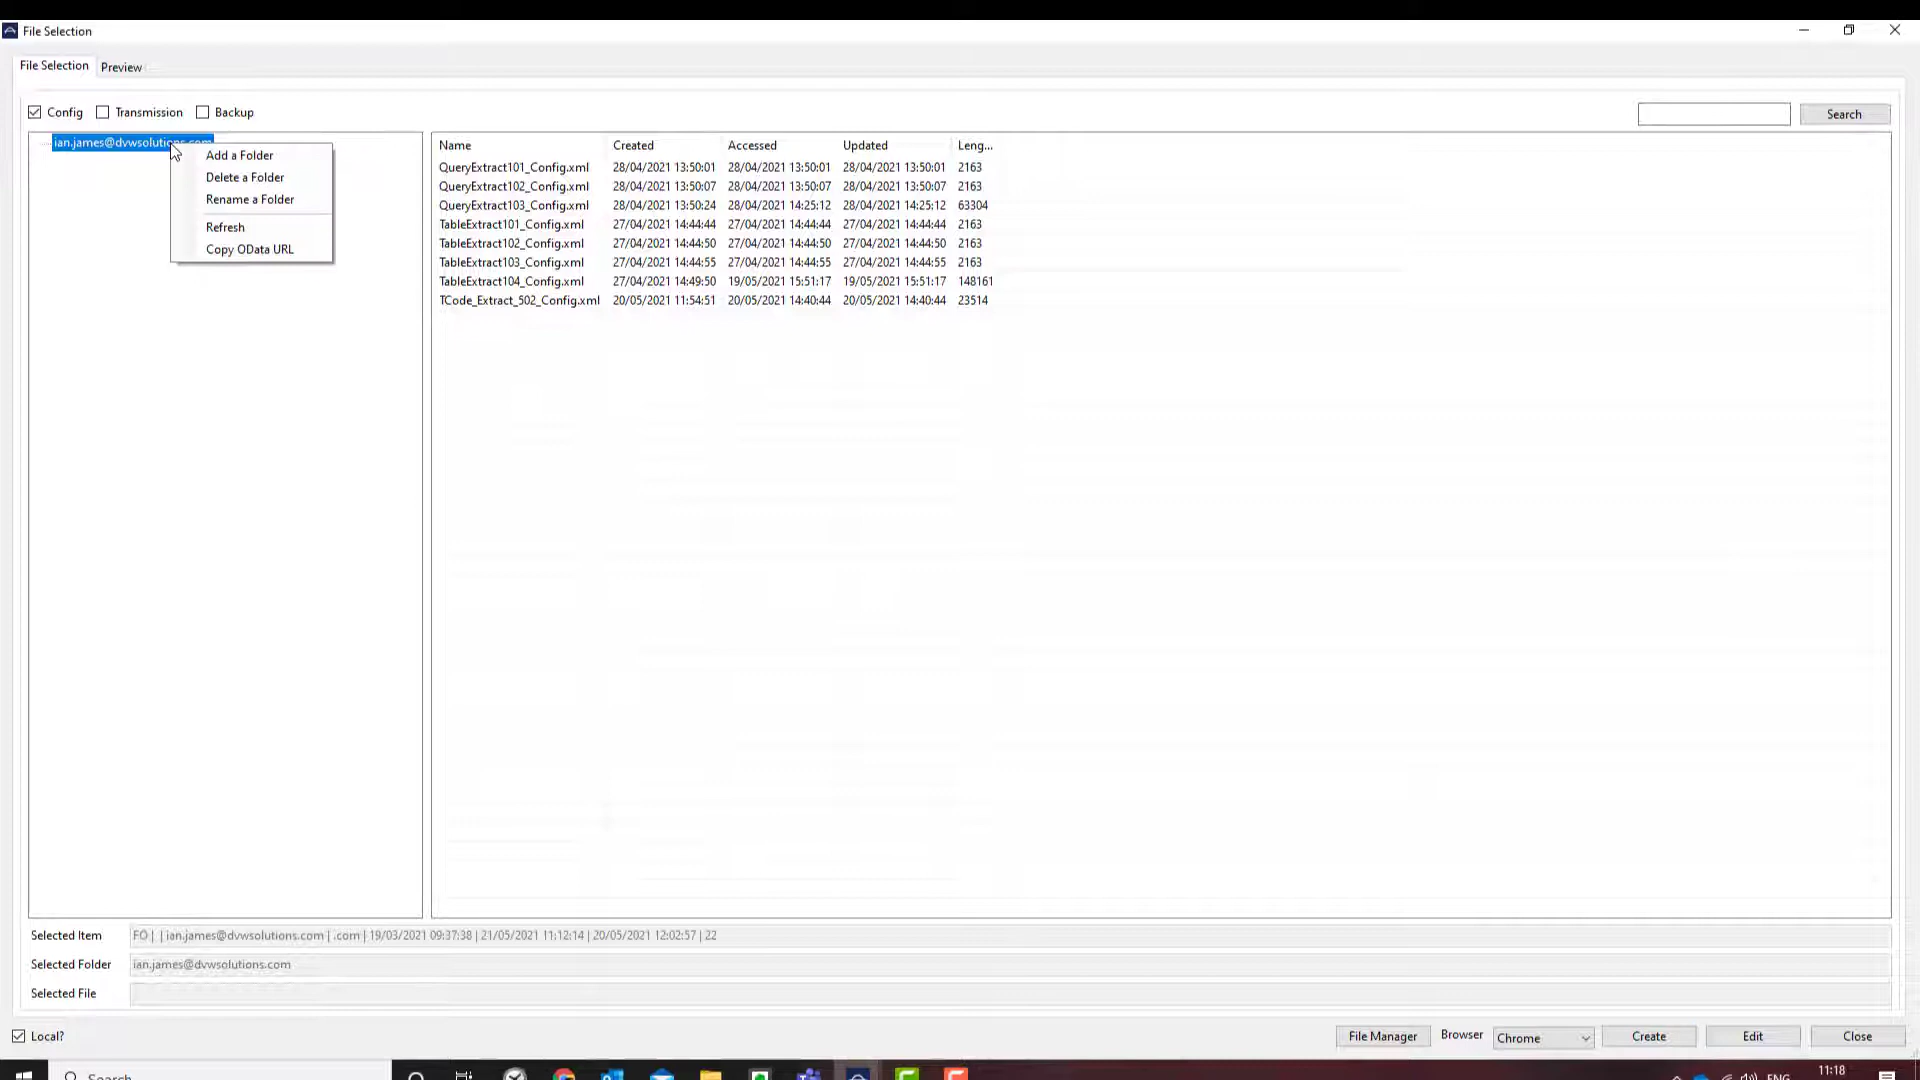 File Selection
File Selection Preview
Config Transmission Backup
Search
ian.james@dvwsolutions.com
Add a Folder
Delete a Folder
Rename a Folder
Refresh
Copy OData URL
Name Created Accessed Updated Leng...
QueryExtract101_Config.xml 28/04/2021 13:50:01 28/04/2021 13:50:01 28/04/2021 13:50:01 2163
QueryExtract102_Config.xml 28/04/2021 13:50:07 28/04/2021 13:50:07 28/04/2021 13:50:07 2163
QueryExtract103_Config.xml 28/04/2021 13:50:24 28/04/2021 14:25:12 28/04/2021 14:25:12 63304
TableExtract101_Config.xml 27/04/2021 14:44:44 27/04/2021 14:44:44 27/04/2021 14:44:44 2163
TableExtract102_Config.xml 27/04/2021 14:44:50 27/04/2021 14:44:50 27/04/2021 14:44:50 2163
TableExtract103_Config.xml 27/04/2021 14:44:55 27/04/2021 14:44:55 27/04/2021 14:44:55 2163
TableExtract104_Config.xml 27/04/2021 14:49:50 19/05/2021 15:51:17 19/05/2021 15:51:17 148161
TCode_Extract_502_Config.xml 20/05/2021 11:54:51 20/05/2021 14:40:44 20/05/2021 14:40:44 23514
Selected Item FO | | ian.james@dvwsolutions.com | .com | 19/03/2021 09:37:38 | 21/05/2021 11:12:14 | 20/05/2021 12:02:57 | 22
Selected Folder ian.james@dvwsolutions.com
Selected File
Local? File Manager Browser Chrome Create Edit Close
Search ENG 11:18